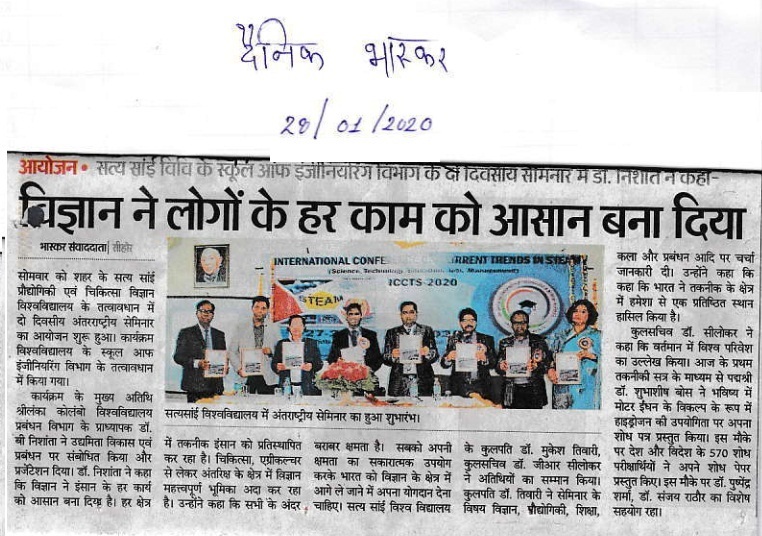 दैनिक भास्कर
28/01/2020
आयोजन • सत्य सांई विवि के स्कूल ऑफ इंजीनियरिंग विभाग के दो दिवसीय सेमिनार में डॉ. निशांत ने कहा-
विज्ञान ने लोगों के हर काम को आसान बना दिया
भास्कर संवाददाता| सीहोर
सोमवार को शहर के सत्य सांई
प्रौद्योगिकी एवं चिकित्सा विज्ञान
विश्वविद्यालय के तत्वावधान में
दो दिवसीय अंतरराष्ट्रीय सेमिनार
का आयोजन शुरू हुआ। कार्यक्रम
विश्वविद्यालय के स्कूल आफ
इंजीनियरिंग विभाग के तत्वावधान
में किया गया।
कार्यक्रम के मुख्य अतिथि
श्रीलंका कोलंबो विश्वविद्यालय
प्रबंधन विभाग के प्राध्यापक डॉ.
बी निशांता ने उद्यमिता विकास एवं
प्रबंधन पर संबोधित किया और
प्रजेंटेशन दिया। डॉ. निशांता ने कहा
कि विज्ञान ने इंसान के हर कार्य
को आसान बना दिया है। हर क्षेत्र
INTERNATIONAL CONFE RRENT TRENDS IN STE
(Science, Technology, Education, Management)
ICCTS-2020
STEAM
सत्यसांई विश्वविद्यालय में अंतराष्ट्रीय सेमिनार का हुआ शुभारंभ।
में तकनीक इंसान को प्रतिस्थापित
कर रहा है। चिकित्सा, एग्रीकल्चर
से लेकर अंतरिक्ष के क्षेत्र में विज्ञान
महत्त्वपूर्ण भूमिका अदा कर रहा
है। उन्होंने कहा कि सभी के अंदर
बराबर क्षमता है। सबको अपनी
क्षमता का सकारात्मक उपयोग
करके भारत को विज्ञान के क्षेत्र में
आगे ले जाने में अपना योगदान देना
चाहिए। सत्य सांई विश्व विद्यालय
के कुलपति डॉ. मुकेश तिवारी,
कुलसचिव डॉ. जीआर सीलोकर
ने अतिथियों का सम्मान किया।
कुलपति डॉ. तिवारी ने सेमिनार के
विषय विज्ञान, प्रौद्योगिकी, शिक्षा,
कला और प्रबंधन आदि पर चर्चा
जानकारी दी। उन्होंने कहा कि
कहा कि भारत ने तकनीक के क्षेत्र
में हमेशा से एक प्रतिष्ठित स्थान
हासिल किया है।
कुलसचिव डॉ. सीलोकर ने
कहा कि वर्तमान में विश्व परिवेश
का उल्लेख किया। आज के प्रथम
तकनीकी सत्र के माध्यम से पद्मश्री
डॉ. शुभाशीष बोस ने भविष्य में
मोटर ईंधन के विकल्प के रूप में
हाइड्रोजन की उपयोगिता पर अपना
शोध पत्र प्रस्तुत किया। इस मौके
पर देश और विदेश के 570 शोध
परीक्षार्थियों ने अपने शोध पेपर
प्रस्तुत किए। इस मौके पर डॉ. पुष्पेंद्र
शर्मा, डॉ. संजय राठौर का विशेष
सहयोग रहा।